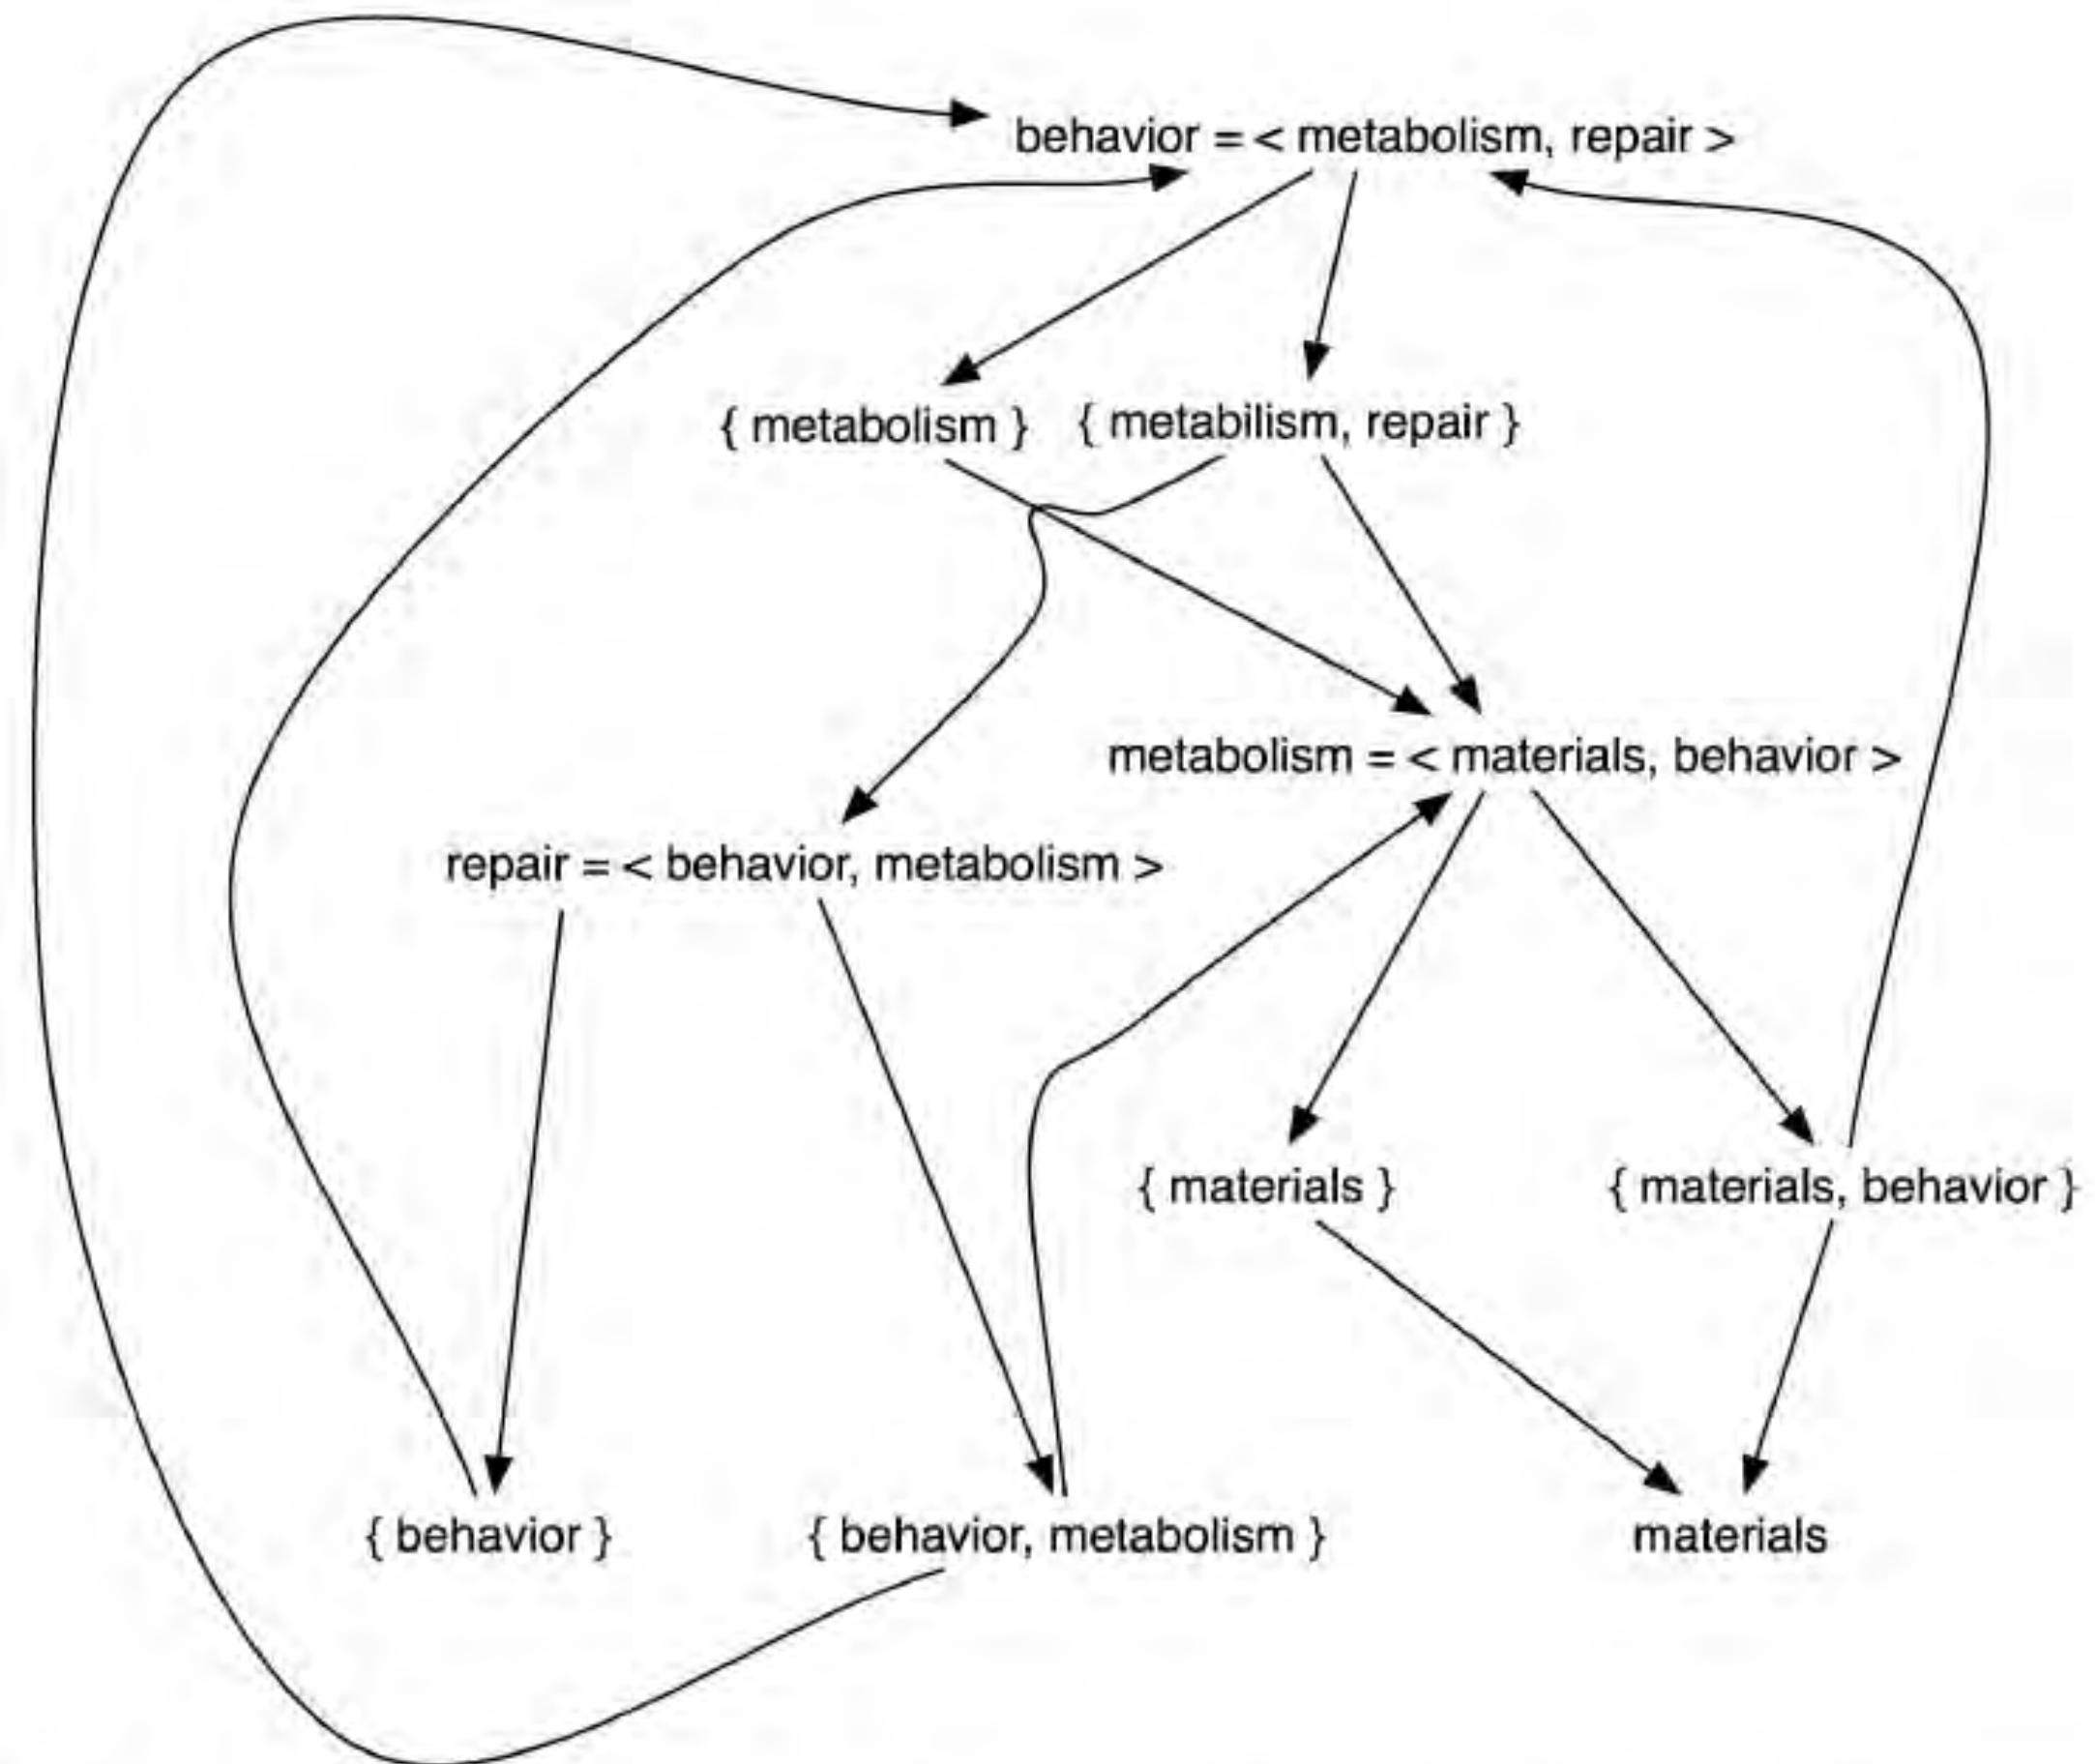 behavior = < metabolism, repair >
{ metabolism } { metabilism, repair }
metabolism = < materials, behavior >
repair = < behavior, metabolism >
{ materials } { materials, behavior }
{ behavior } { behavior, metabolism } materials